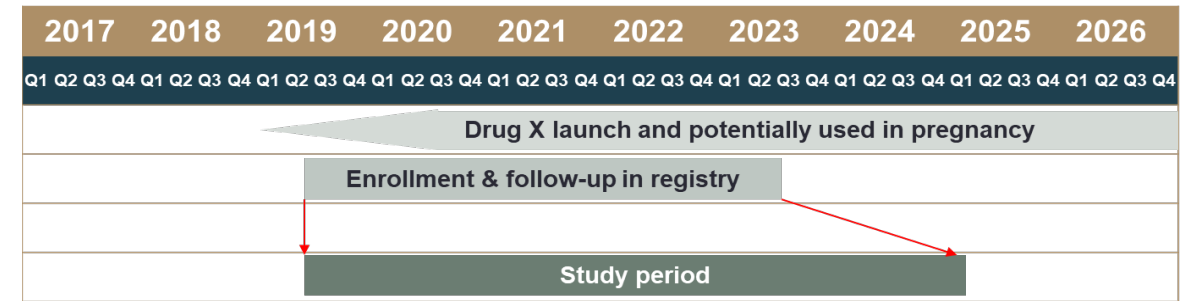 2017 2018 2019 2020 2021 2022 2023 2024 2025 2026
Q1 Q2 Q3 Q4 Q1 Q2 Q3 Q4 Q1 Q2 Q3 Q4 Q1 Q2 Q3 Q4 Q1 Q2 Q3 Q4 Q1 Q2 Q3 Q4 Q1 Q2 Q3 Q4 Q1 Q2 Q3 Q4 Q1 Q2 Q3 Q4 Q1 Q2 Q3 Q4
Drug X launch and potentially used in pregnancy
Enrollment & follow-up in registry
Study period